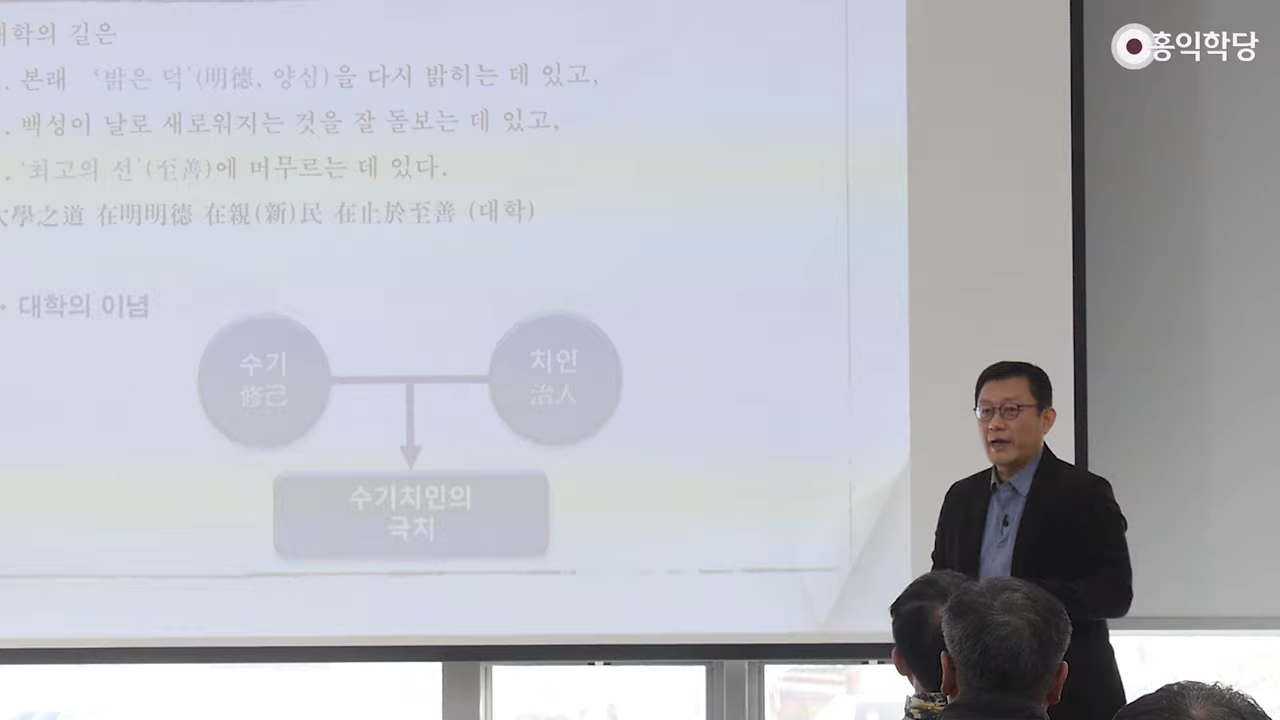 홍익학당
대학의 길은
. 본래 '밝은 덕'(明德, 양심)을 다시 밝히는 데 있고,
. 백성이 날로 새로워지는 것을 잘 돌보는 데 있고,
. '최고의 선'(至善)에 머무르는 데 있다.
大學之道 在明明德 在親(新)民 在止於至善 (대학)
· 대학의 이념
수기
修己
치인
治人
수기치인의
극치